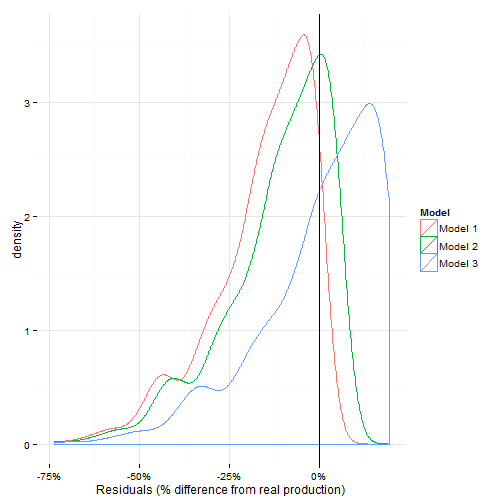 3
2
1
0
density
-75%
-50%
-25%
0%
Residuals (% difference from real production)
Model
Model 1
Model 2
Model 3